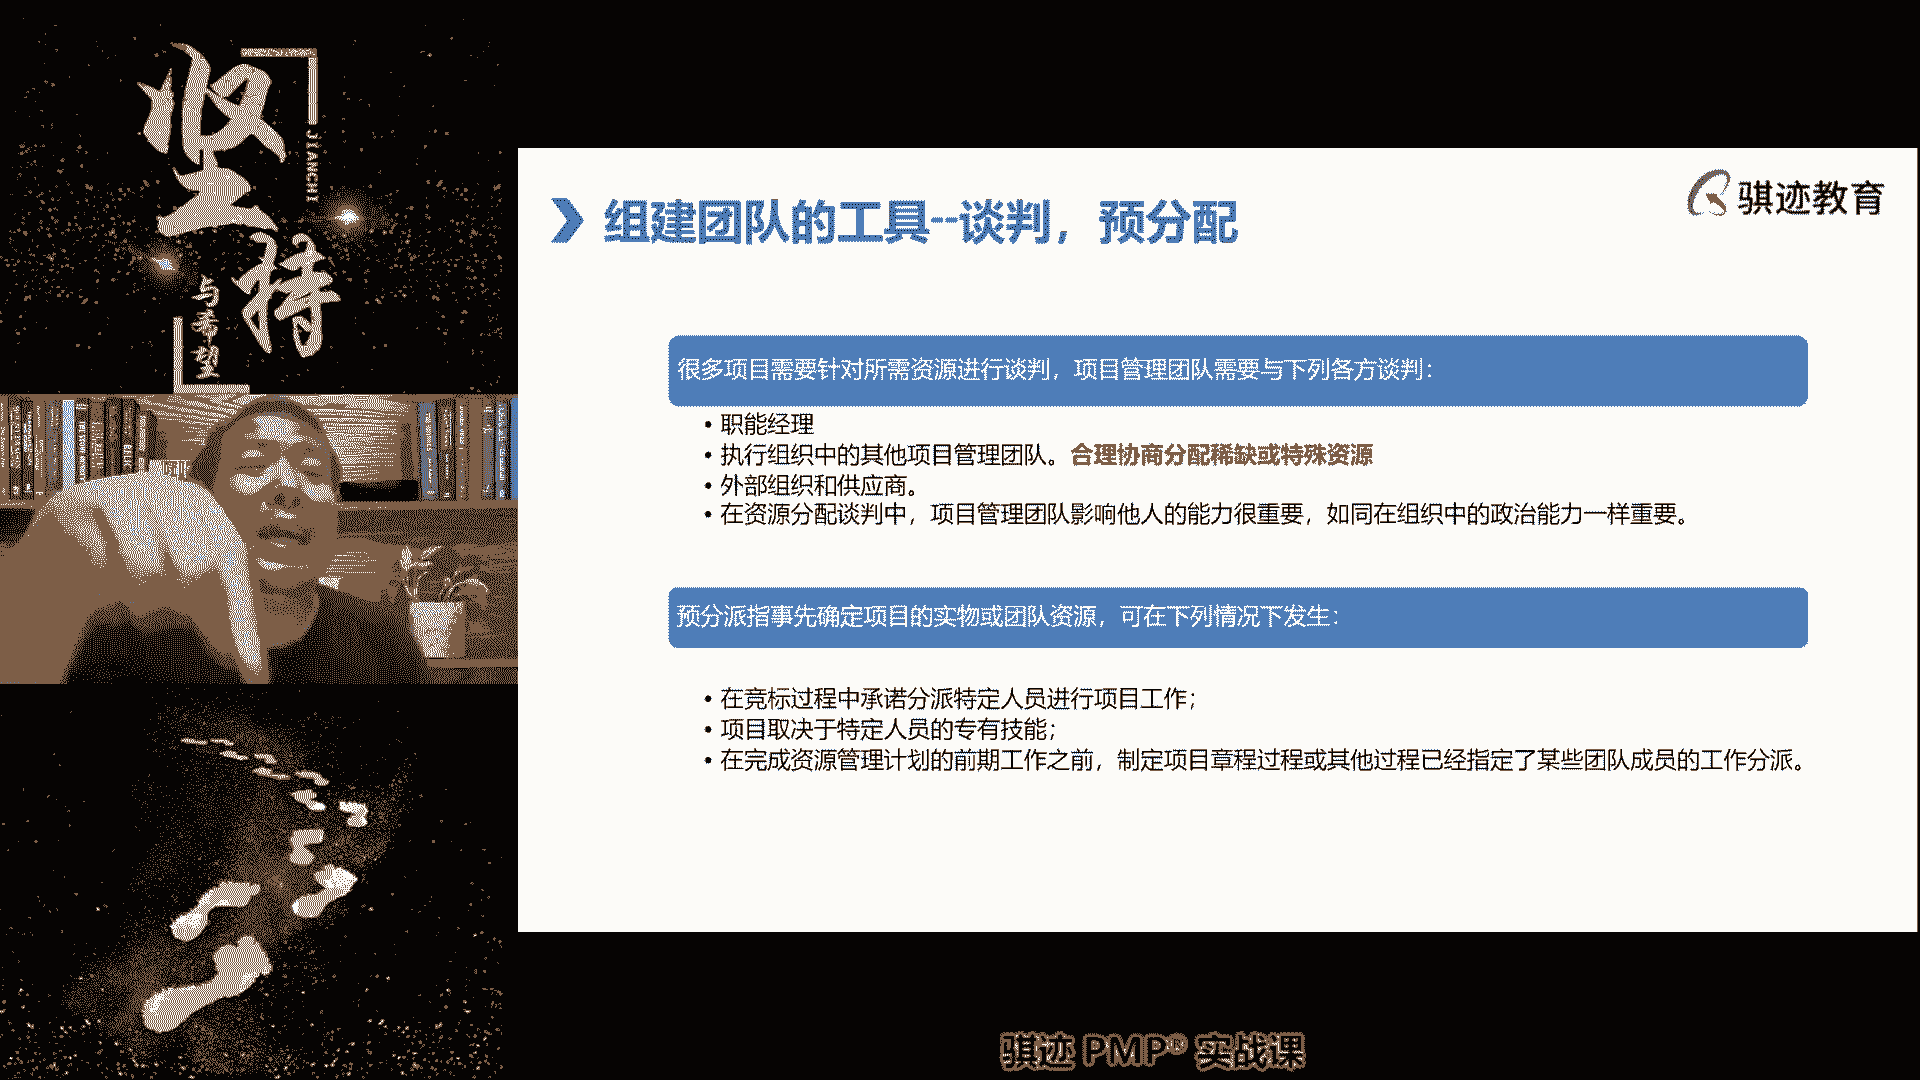 坚持
JIANCHI
与希望
骐迹教育
组建团队的工具--谈判，预分配
很多项目需要针对所需资源进行谈判，项目管理团队需要与下列各方谈判：
• 职能经理
• 执行组织中的其他项目管理团队。合理协商分配稀缺或特殊资源
• 外部组织和供应商。
• 在资源分配谈判中，项目管理团队影响他人的能力很重要，如同在组织中的政治能力一样重要。
预分派指事先确定项目的实物或团队资源，可在下列情况下发生：
• 在竞标过程中承诺分派特定人员进行项目工作；
• 项目取决于特定人员的专有技能；
• 在完成资源管理计划的前期工作之前，制定项目章程过程或其他过程已经指定了某些团队成员的工作分派。
骐迹 PMP® 实战课